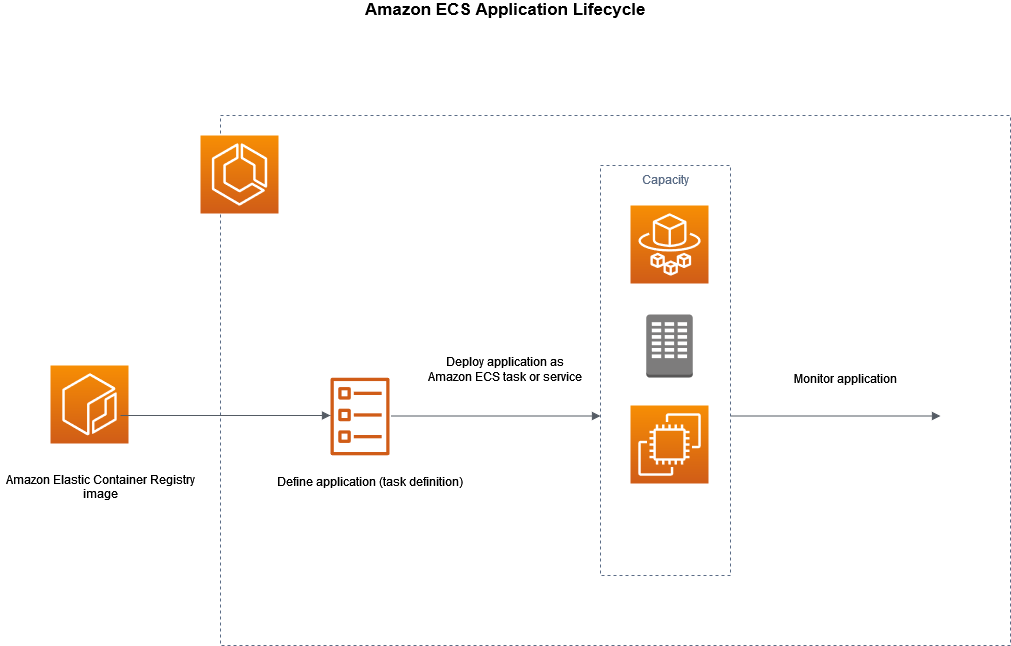 Amazon ECS Application Lifecycle
Capacity
Deploy application as
Amazon ECS task or service
Monitor application
Amazon Elastic Container Registry
image
Define application (task definition)